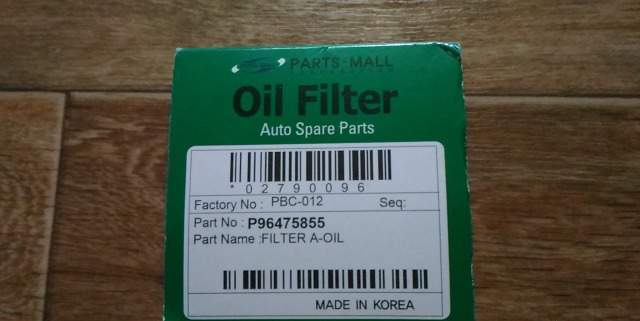 PARTS-MALL
Oil Filter
Auto Spare Parts
*02790096
Factory No : PBC-012 Seq:
Part No : P96475855
Part Name :FILTER A-OIL
MADE IN KOREA